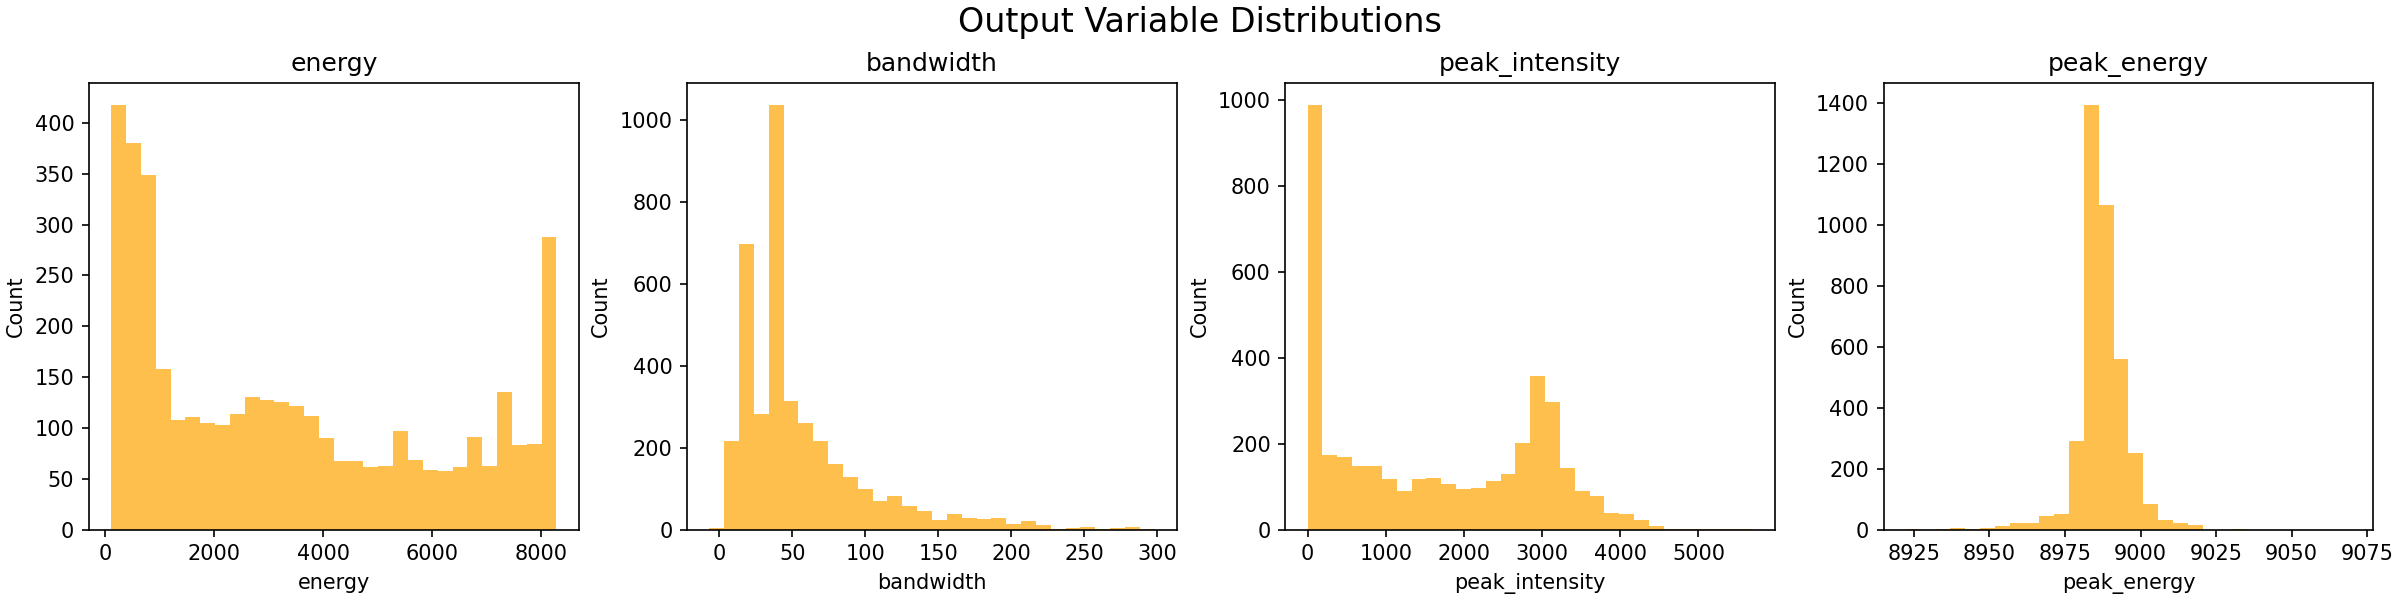 Output Variable Distributions
energy
Count
400
350
300
250
200
150
100
50
0
0 2000 4000 6000 8000
energy
bandwidth
Count
1000
800
600
400
200
0
0 50 100 150 200 250 300
bandwidth
peak_intensity
Count
1000
800
600
400
200
0
0 1000 2000 3000 4000 5000
peak_intensity
peak_energy
Count
1400
1200
1000
800
600
400
200
0
8925 8950 8975 9000 9025 9050 9075
peak_energy